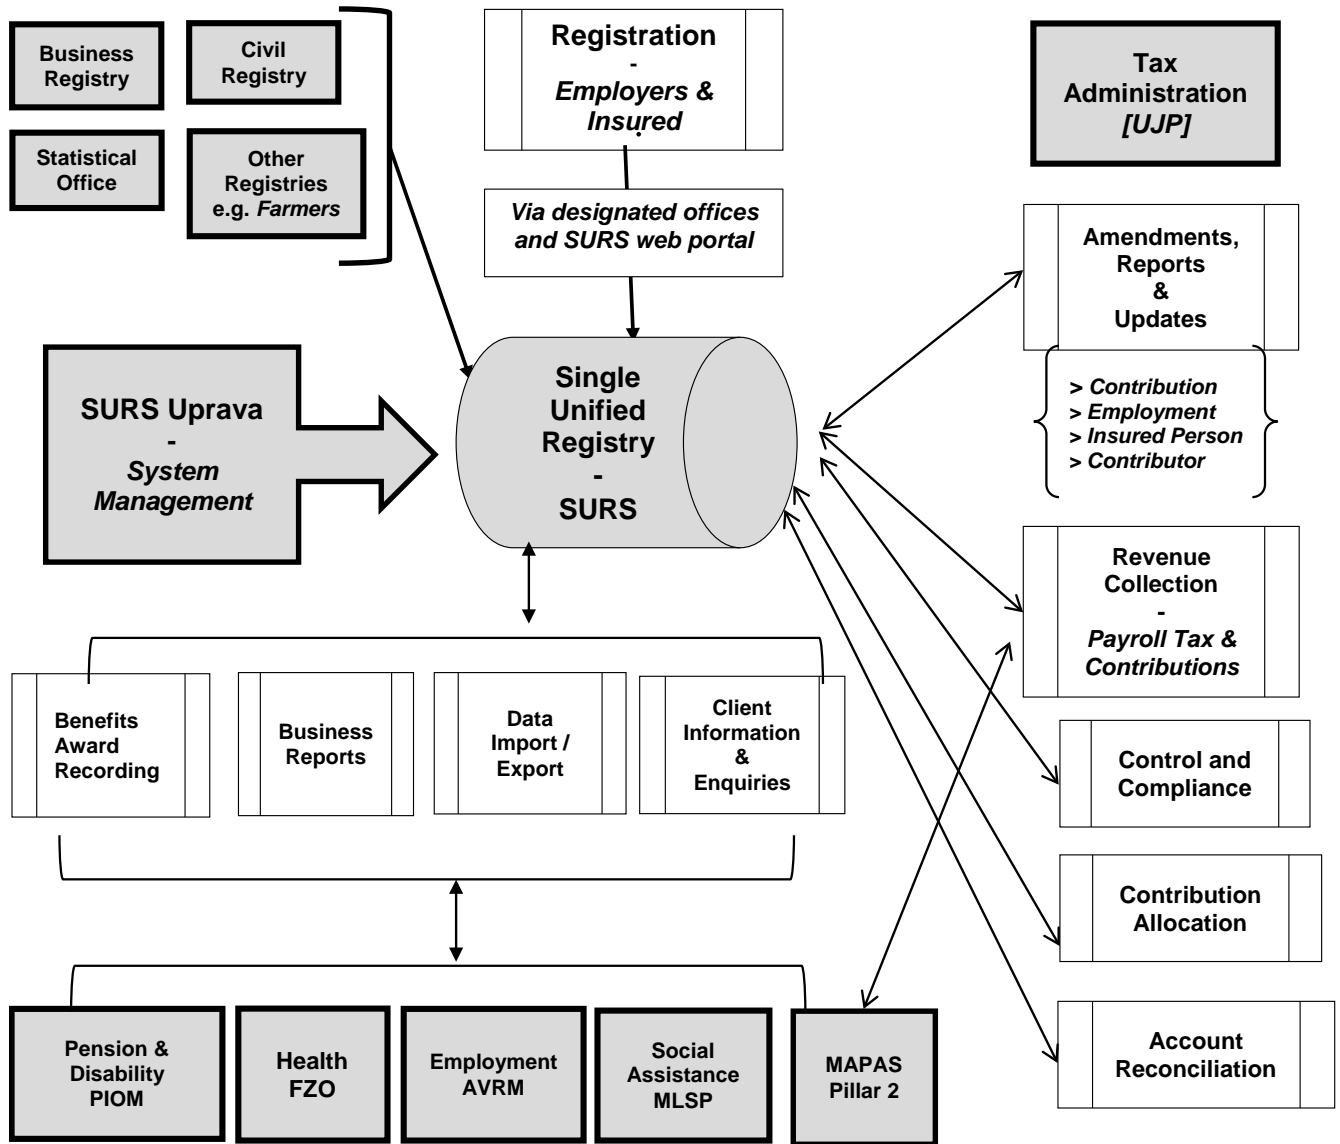 Business
Registry
Civil
Registry
Statistical
Office
Other
Registries
e.g. Farmers
Registration
-
Employers &
Insured
Via designated offices
and SURS web portal
Tax
Administration
[UJP]
Amendments,
Reports
&
Updates
> Contribution
> Employment
> Insured Person
> Contributor
SURS Uprava
-
System
Management
Single
Unified
Registry
-
SURS
Revenue
Collection
-
Payroll Tax &
Contributions
Benefits
Award
Recording
Business
Reports
Data
Import /
Export
Client
Information
&
Enquiries
Control and
Compliance
Contribution
Allocation
Account
Reconciliation
Pension &
Disability
PIOM
Health
FZO
Employment
AVRM
Social
Assistance
MLSP
MAPAS
Pillar 2